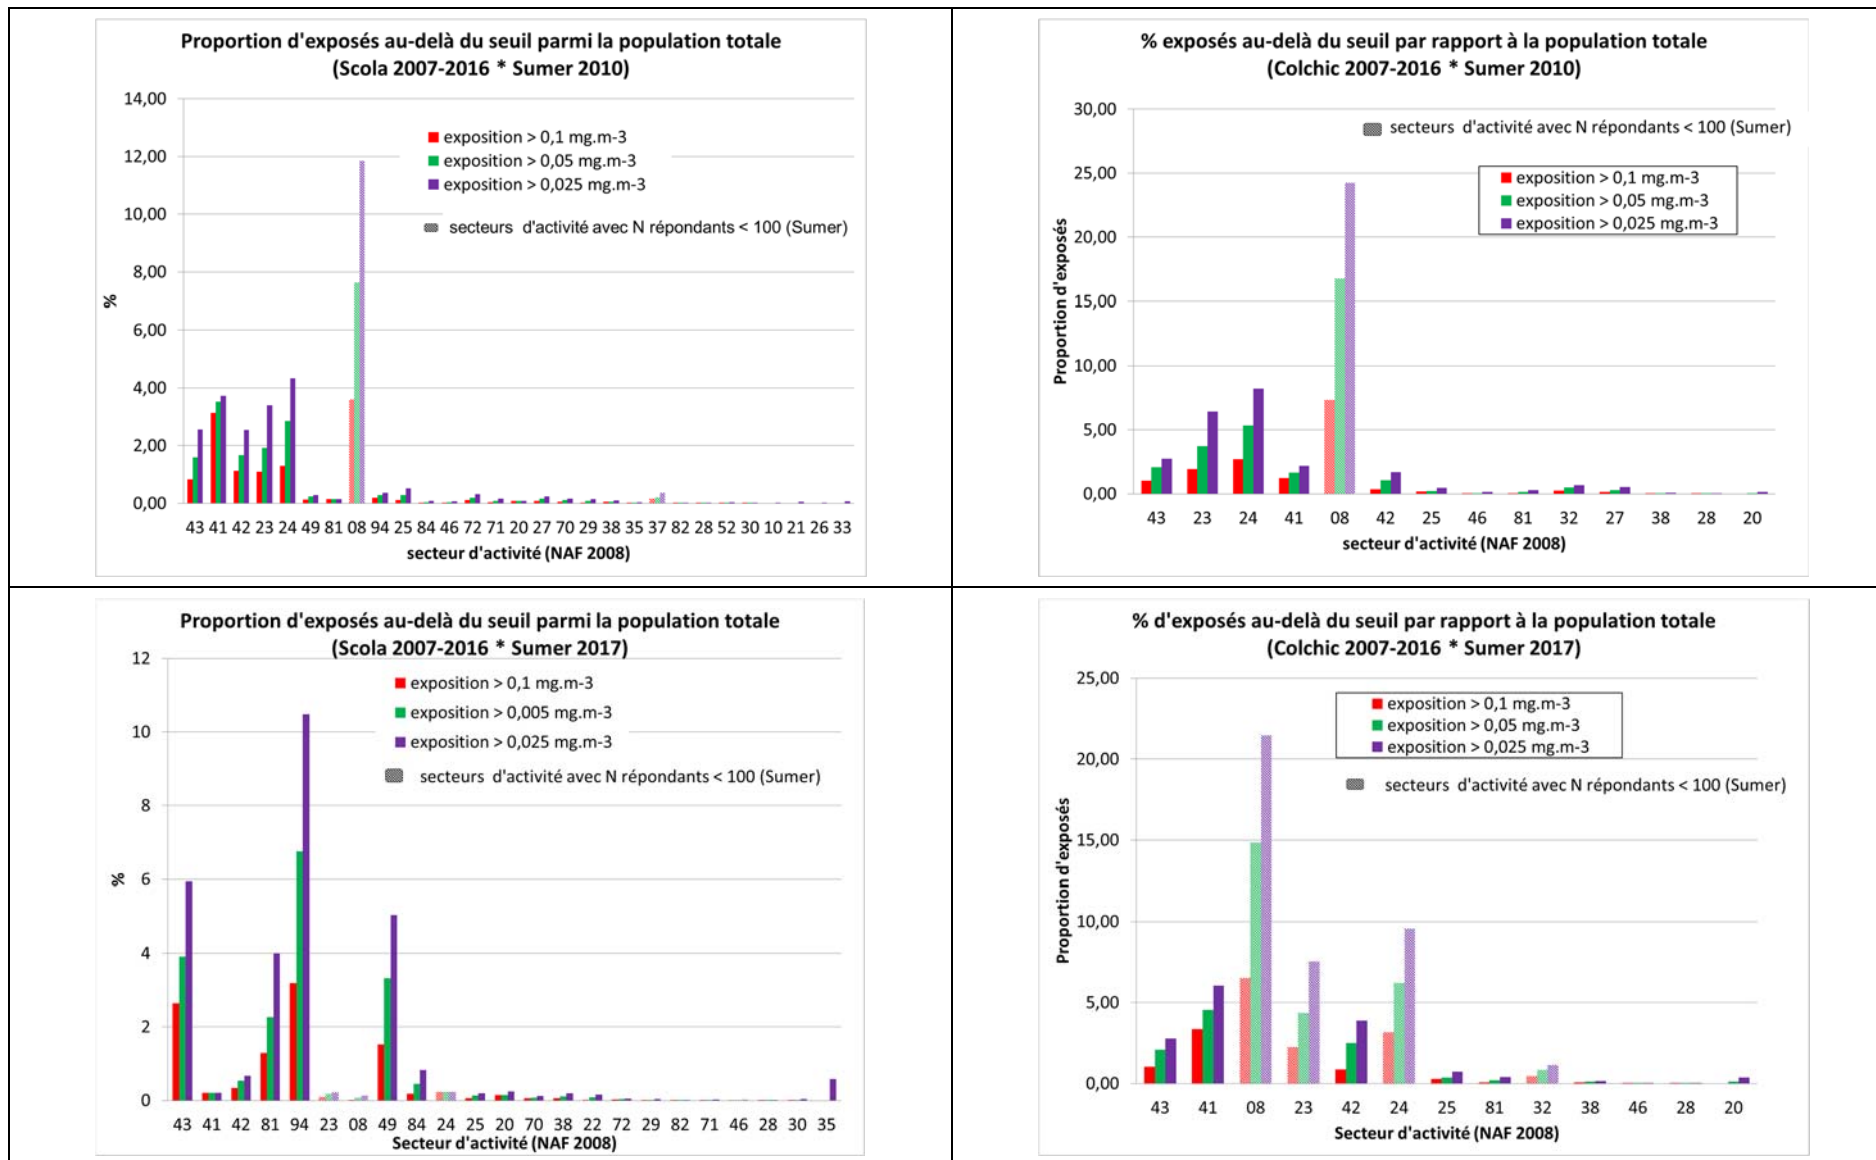 Proportion d'exposés au-delà du seuil parmi la population totale
(Scola 2007-2016 * Sumer 2010)
14,00
12,00
10,00
8,00
6,00
4,00
2,00
0,00
%
exposition > 0,1 mg.m-3
exposition > 0,05 mg.m-3
exposition > 0,025 mg.m-3
secteurs d'activité avec N répondants < 100 (Sumer)
43 41 42 23 24 49 81 08 94 25 84 46 72 71 20 27 70 29 38 35 37 82 28 52 30 10 21 26 33
secteur d'activité (NAF 2008)
% exposés au-delà du seuil par rapport à la population totale
(Colchic 2007-2016 * Sumer 2010)
30,00
25,00
20,00
15,00
10,00
5,00
0,00
Proportion d'exposés
secteurs d'activité avec N répondants < 100 (Sumer)
exposition > 0,1 mg.m-3
exposition > 0,05 mg.m-3
exposition > 0,025 mg.m-3
43 23 24 41 08 42 25 46 81 32 27 38 28 20
secteur d'activité (NAF 2008)
Proportion d'exposés au-delà du seuil parmi la population totale
(Scola 2007-2016 * Sumer 2017)
12
10
8
6
4
2
0
%
exposition > 0,1 mg.m-3
exposition > 0,005 mg.m-3
exposition > 0,025 mg.m-3
secteurs d'activité avec N répondants < 100 (Sumer)
43 41 42 81 94 23 08 49 84 24 25 20 70 38 22 72 29 82 71 46 28 30 35
Secteur d'activité (NAF 2008)
% d'exposés au-delà du seuil par rapport à la population totale
(Colchic 2007-2016 * Sumer 2017)
25,00
20,00
15,00
10,00
5,00
0,00
Proportion d'exposés
exposition > 0,1 mg.m-3
exposition > 0,05 mg.m-3
exposition > 0,025 mg.m-3
secteurs d'activité avec N répondants < 100 (Sumer)
43 41 08 23 42 24 25 81 32 38 46 28 20
Secteur d'activité (NAF 2008)